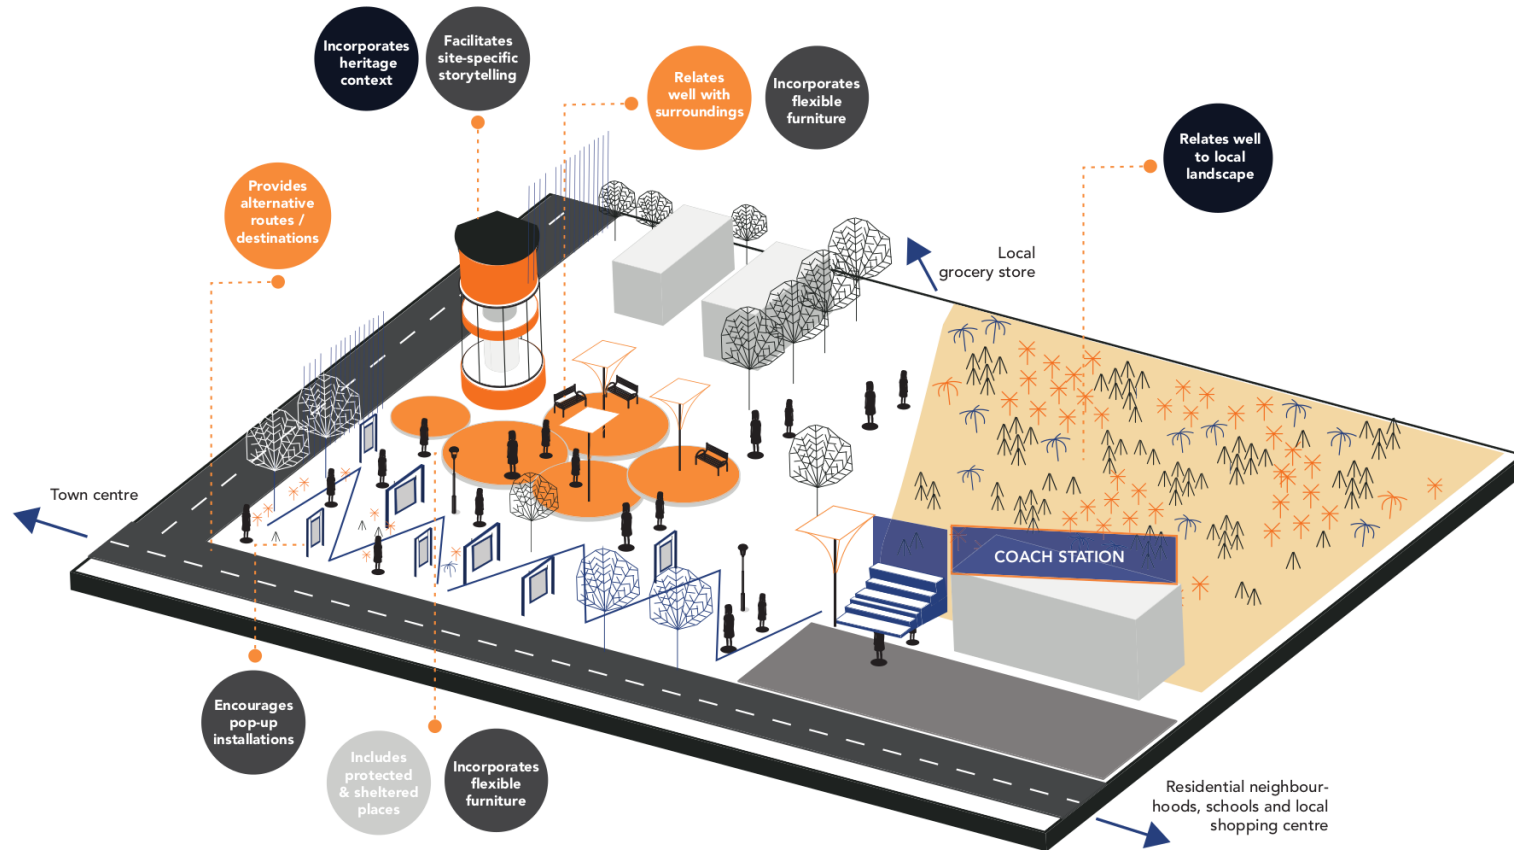 Incorporates
heritage
context
Facilitates
site-specific
storytelling
Relates
well with
surroundings
Incorporates
flexible
furniture
Relates well
to local
landscape
Provides
alternative
routes /
destinations
Local
grocery store
Town centre
COACH STATION
Encourages
pop-up
installations
Includes
protected
& sheltered
places
Incorporates
flexible
furniture
Residential neighbour-
hoods, schools and local
shopping centre